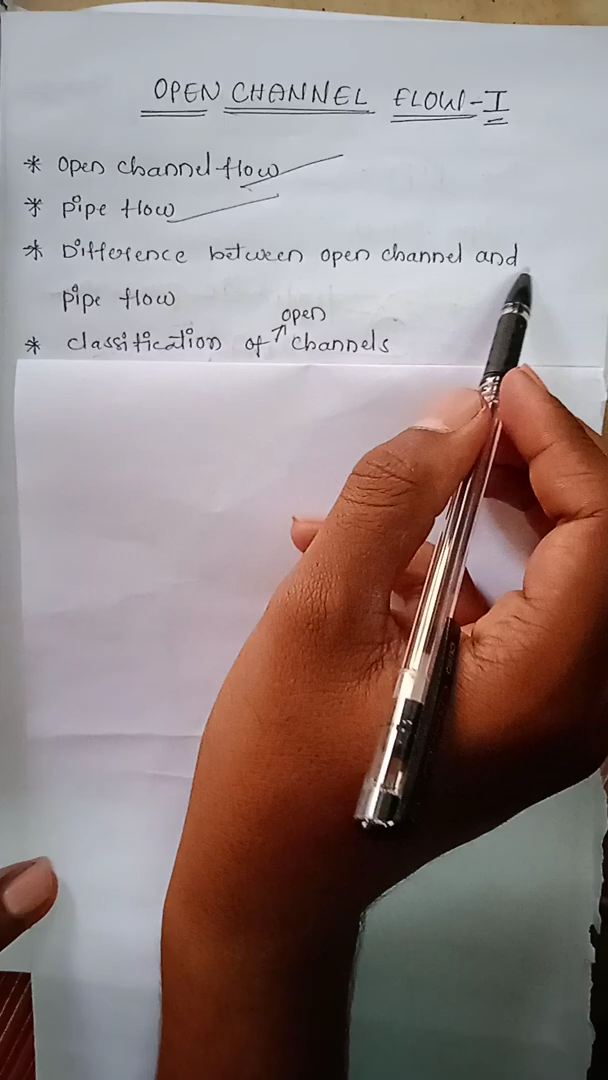 OPEN CHANNEL FLOW-I
* open channel flow
* pipe flow
* Difference between open channel and
pipe flow
open
* classification of ↑ channels